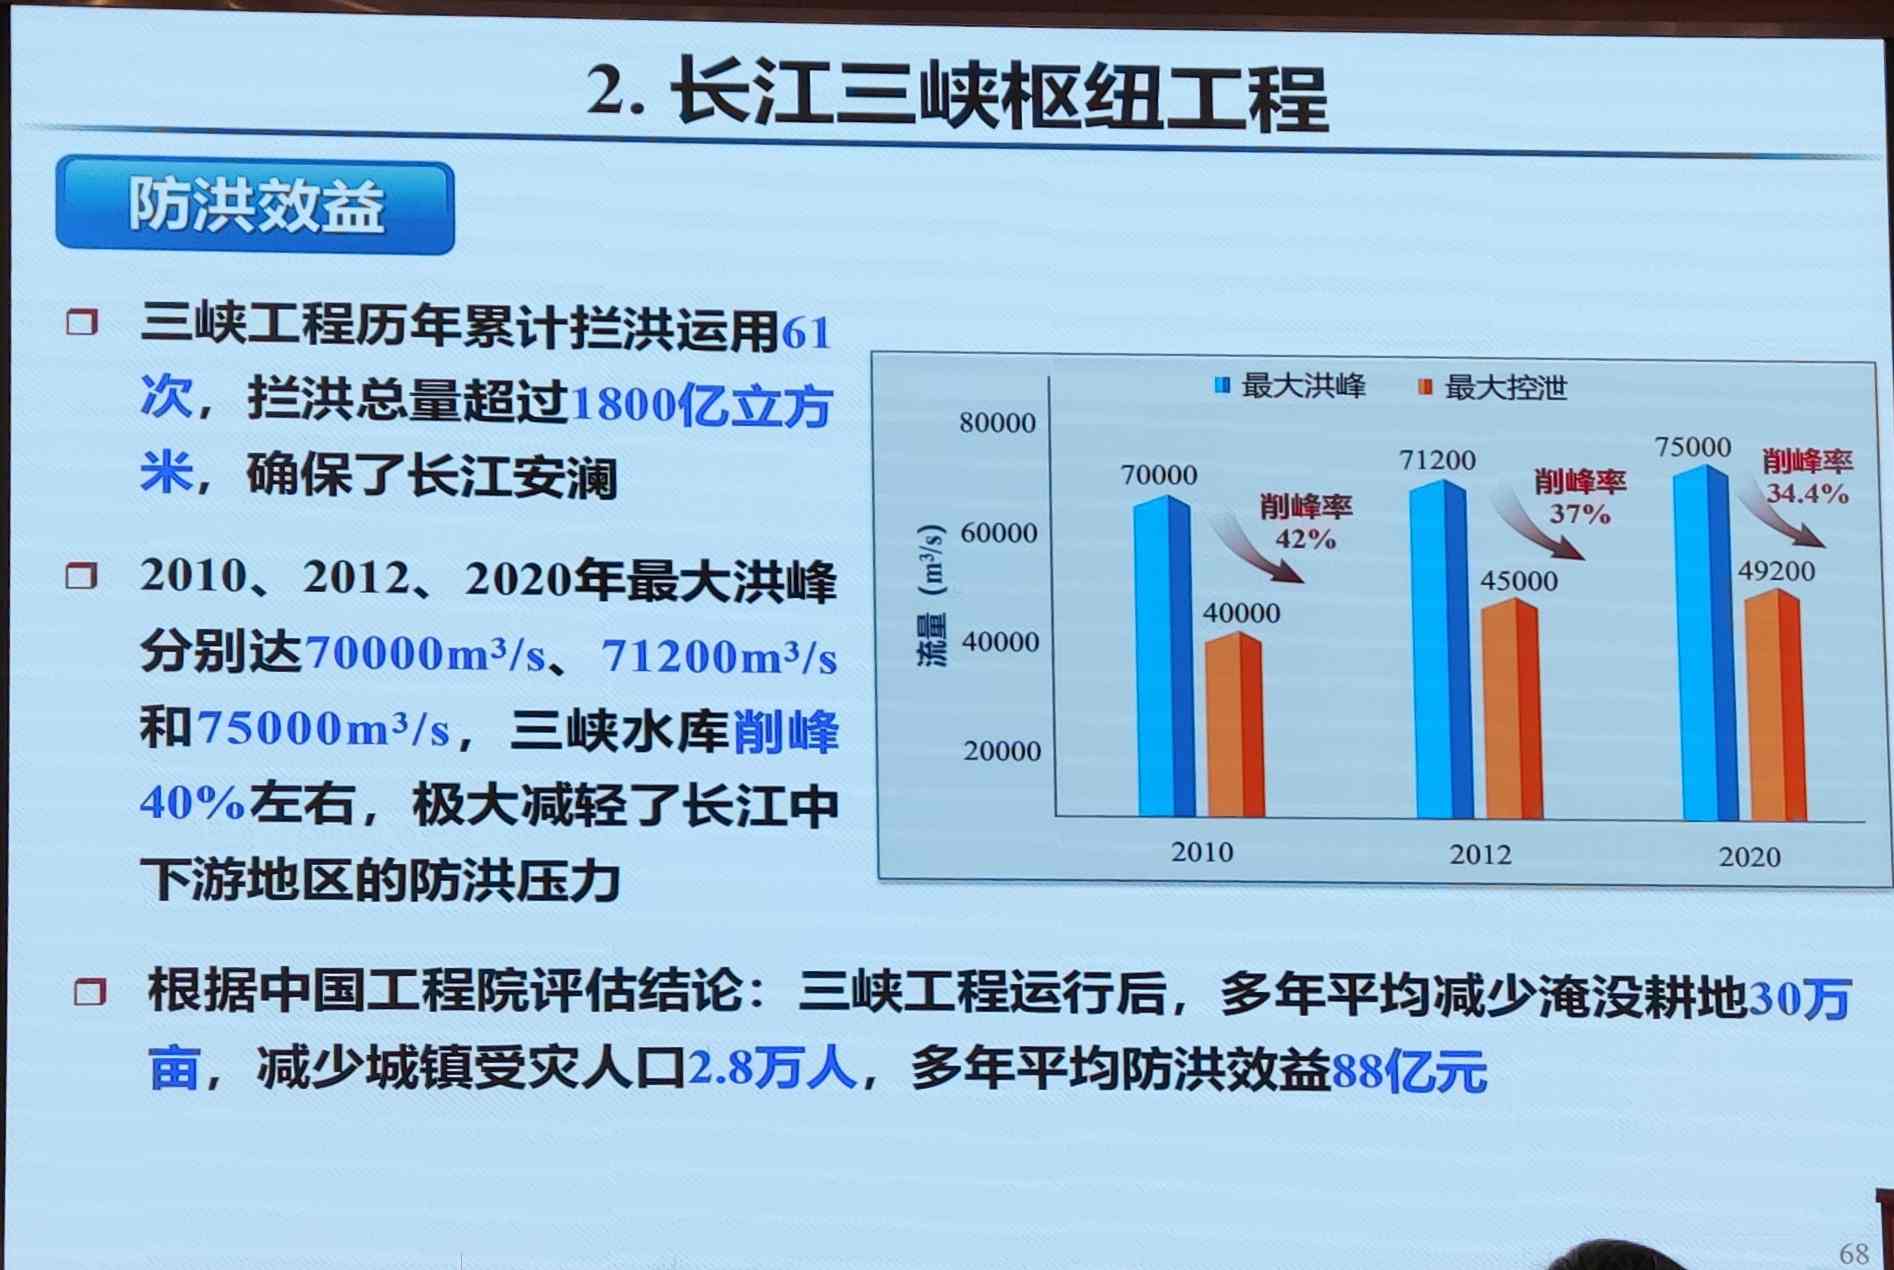 2. 长江三峡枢纽工程
防洪效益
三峡工程历年累计拦洪运用61
次，拦洪总量超过1800亿立方
米，确保了长江安澜
2010、2012、2020年最大洪峰
分别达70000m³/s、71200m³/s
和75000m³/s，三峡水库削峰
40%左右，极大减轻了长江中
下游地区的防洪压力
最大洪峰 最大控泄
流量（m³/s）
80000
60000
40000
20000
70000
削峰率
42%
40000
71200
削峰率
37%
45000
75000
削峰率
34.4%
49200
2010 2012 2020
根据中国工程院评估结论：三峡工程运行后，多年平均减少淹没耕地30万
亩，减少城镇受灾人口2.8万人，多年平均防洪效益88亿元
68